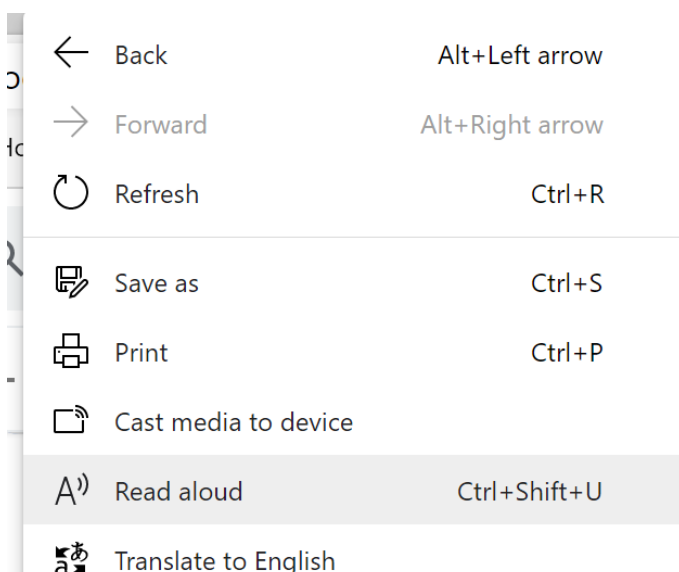 Back Alt+Left arrow
Forward Alt+Right arrow
Refresh Ctrl+R
Save as Ctrl+S
Print Ctrl+P
Cast media to device
Read aloud Ctrl+Shift+U
Translate to English